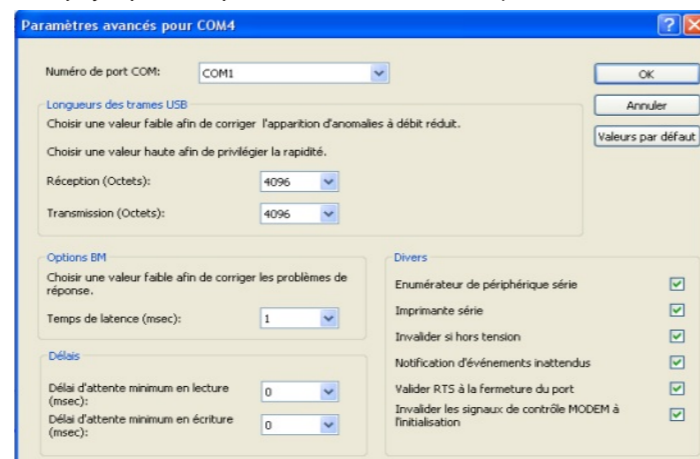 Paramètres avancés pour COM4
Numéro de port COM:
COM1
OK
Annuler
Valeurs par défaut
Longueurs des trames USB
Choisir une valeur faible afin de corriger l'apparition d'anomalies à débit réduit.
Choisir une valeur haute afin de privilégier la rapidité.
Réception (Octets):
4096
Transmission (Octets):
4096
Options BM
Choisir une valeur faible afin de corriger les problèmes de
réponse.
Temps de latence (msec):
1
Délais
Délai d'attente minimum en lecture
(msec):
0
Délai d'attente minimum en écriture
(msec):
0
Divers
Enumérateur de périphérique série
Imprimante série
Invalider si hors tension
Notification d'événements inattendus
Valider RTS à la fermeture du port
Invalider les signaux de contrôle MODEM à
l'initialisation